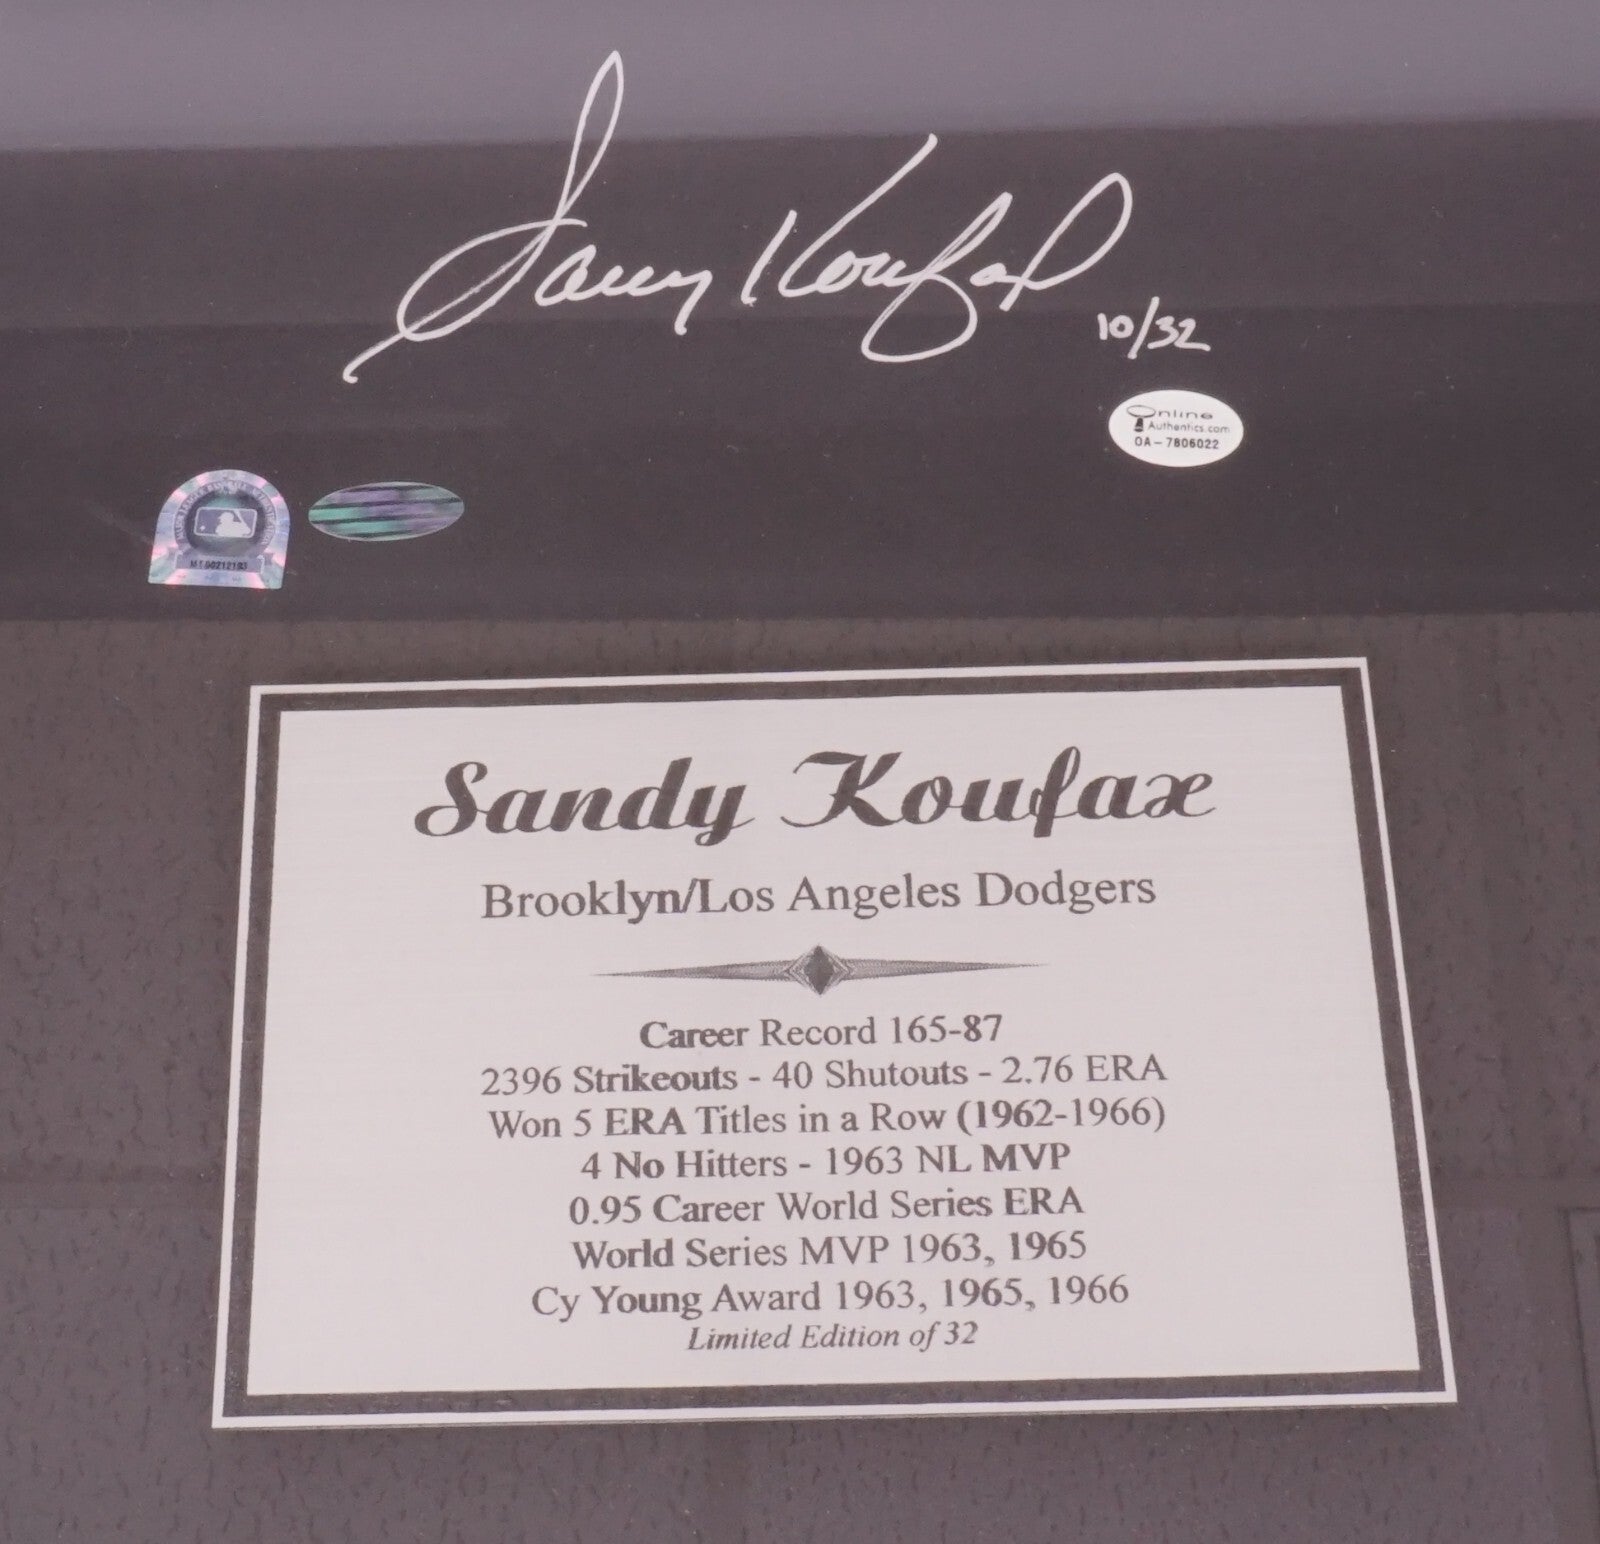 Sandy Koufax
10/32
Online
Authentics.com
OA-7806022
Sandy Koufax
Brooklyn/Los Angeles Dodgers
Career Record 165-87
2396 Strikeouts - 40 Shutouts - 2.76 ERA
Won 5 ERA Titles in a Row (1962-1966)
4 No Hitters - 1963 NL MVP
0.95 Career World Series ERA
World Series MVP 1963, 1965
Cy Young Award 1963, 1965, 1966
Limited Edition of 32